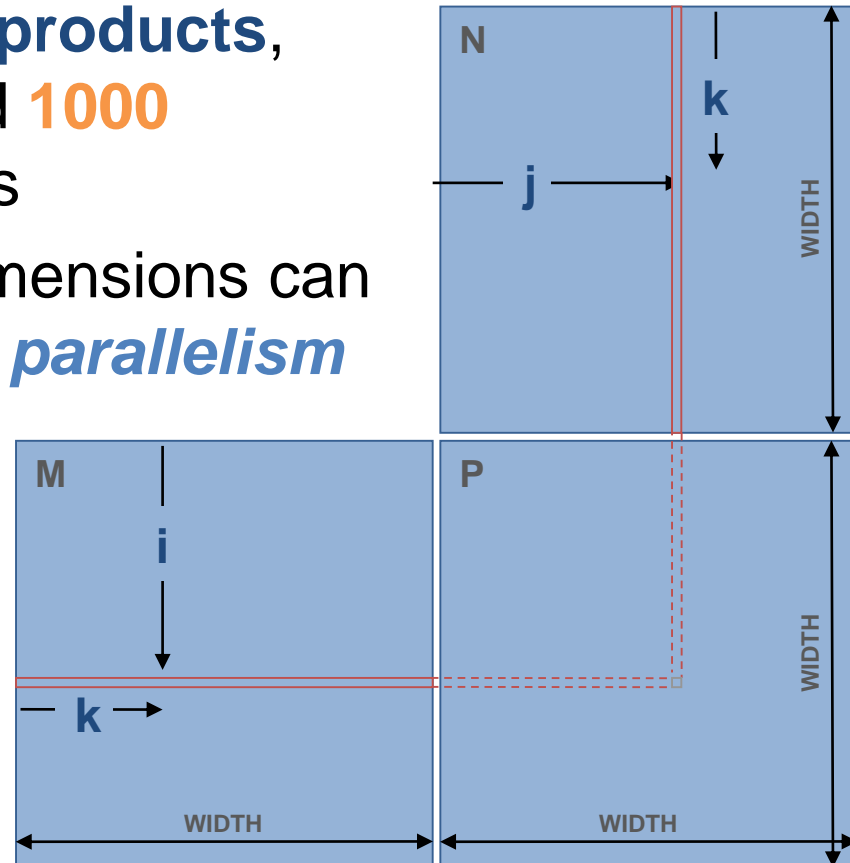 products,
1000
s
mensions can
parallelism
N
k
j
WIDTH
M
i
k
WIDTH
P
WIDTH
WIDTH